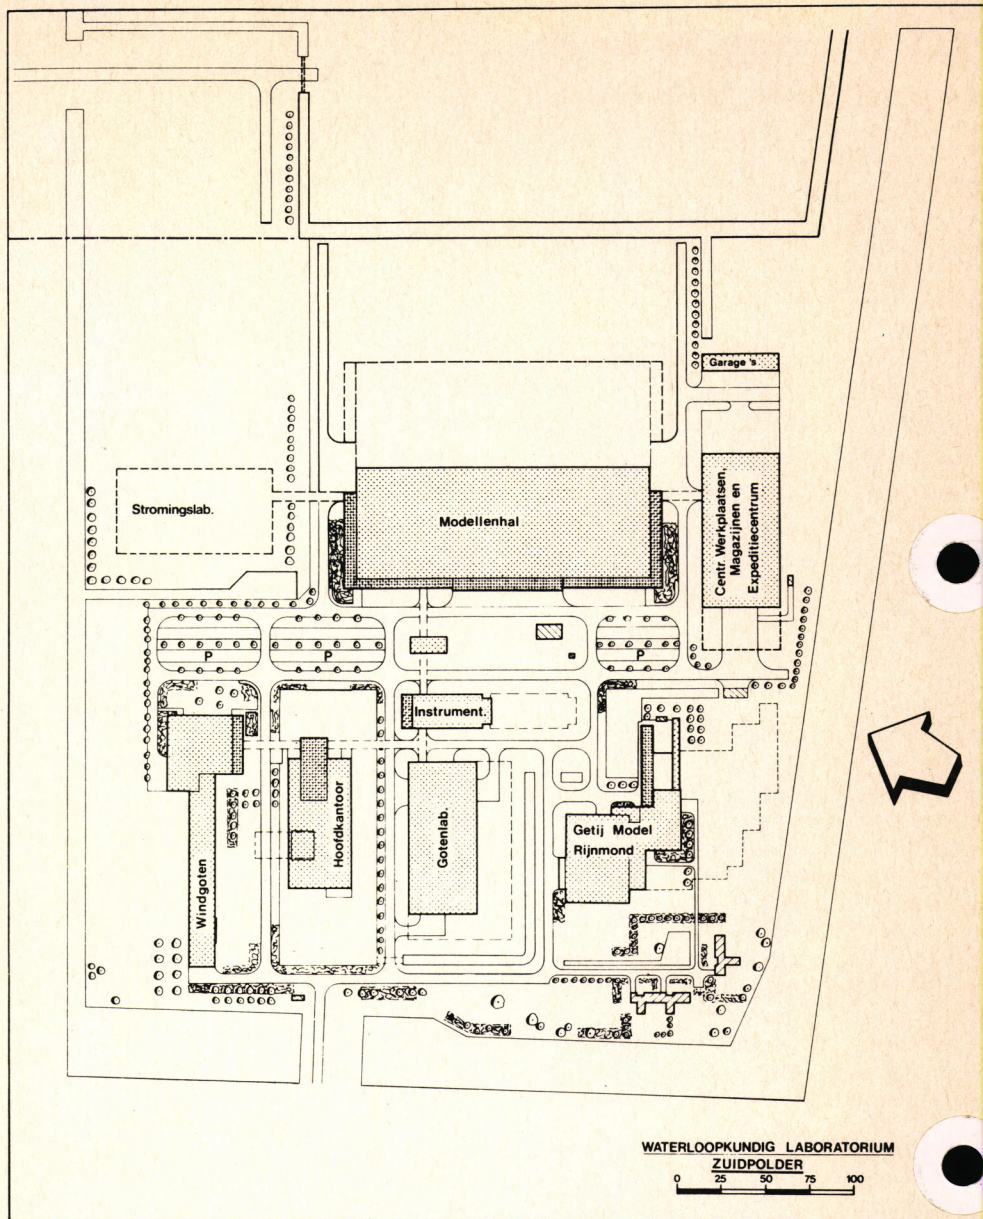 Garage's
Stromingslab.
Modellenhal
Centr. Werkplaatsen,
Magazijnen en
Expeditiecentrum
P
P
P
Instrument.
Windgoten
Hoofdkantoor
Gotenlab.
Getij Model
Rijnmond
WATERLOOPKUNDIG LABORATORIUM
ZUIDPOLDER
0 25 50 75 100